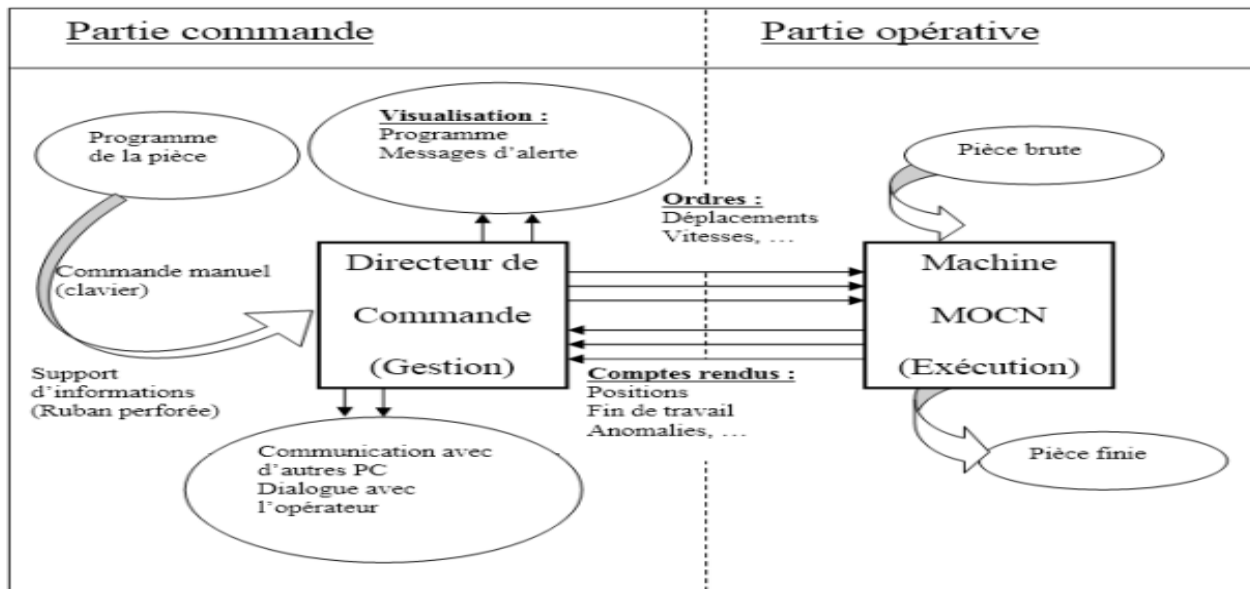 Partie commande
Partie opérative
Programme
de la pièce
Visualisation :
Programme
Messages d'alerte
Pièce brute
Ordres :
Déplacements
Vitesses, …
Commande manuel
(clavier)
Directeur de
Commande
(Gestion)
Machine
MOCN
(Exécution)
Support
d'informations
(Ruban perforée)
Comptes rendus :
Positions
Fin de travail
Anomalies, …
Communication avec
d'autres PC
Dialogue avec
l'opérateur
Pièce finie